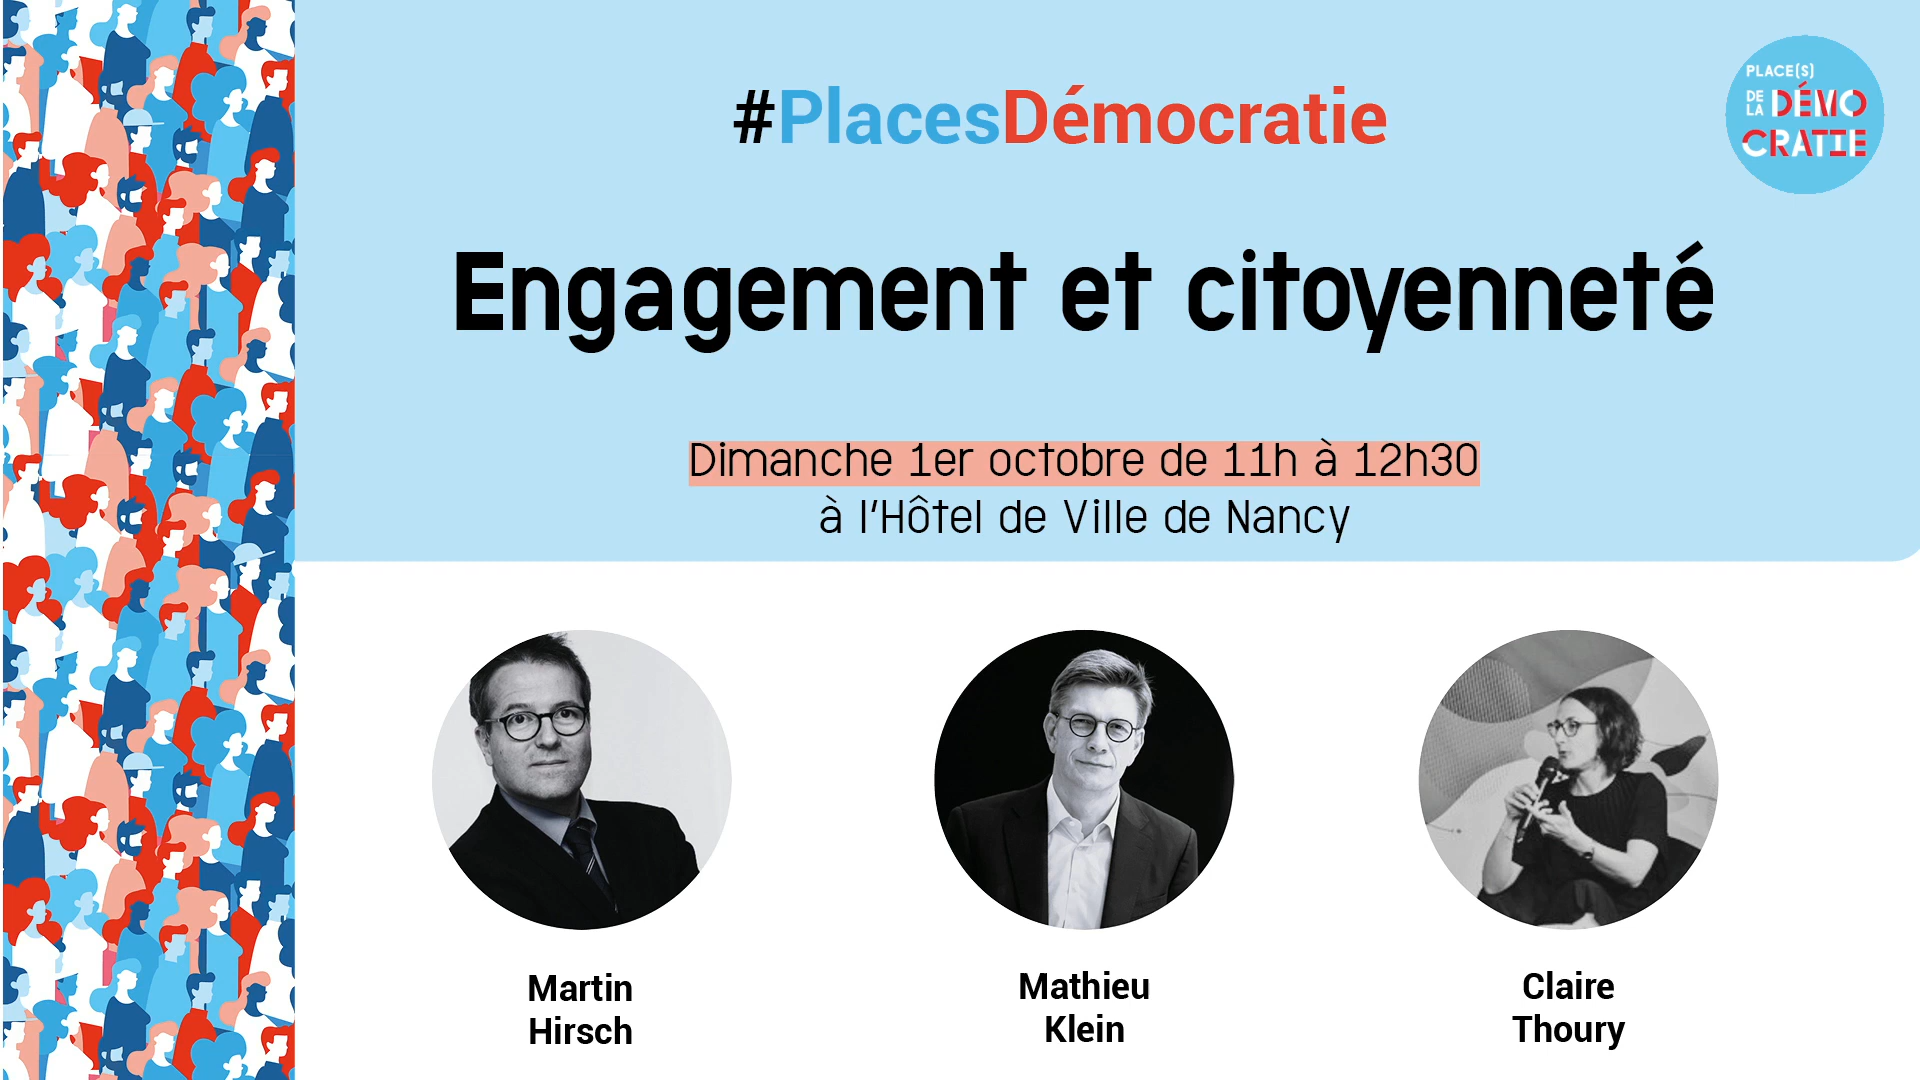 #PlacesDémocratie
PLACE(S)
DE LA DÉMO
CRATIE
Engagement et citoyenneté
Dimanche 1er octobre de 11h à 12h30
à l'Hôtel de Ville de Nancy
Martin
Hirsch
Mathieu
Klein
Claire
Thoury